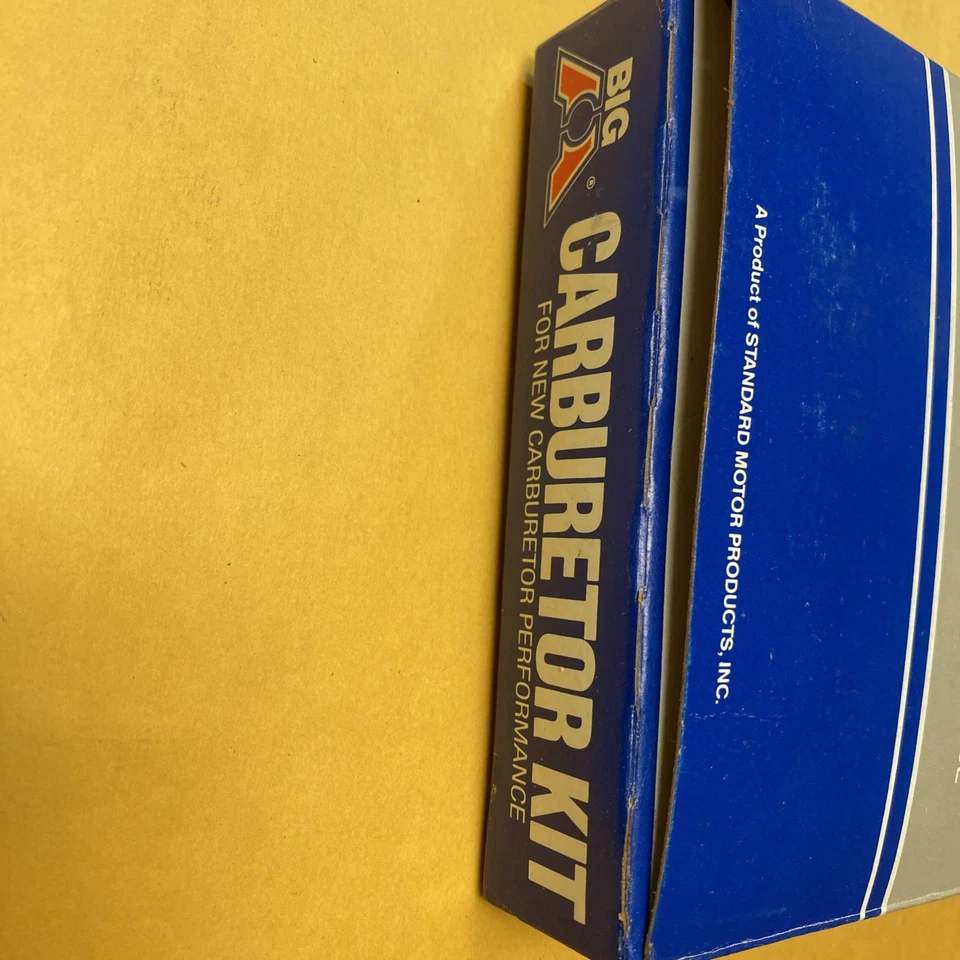 BIG A ®
CARBURETOR KIT
FOR NEW CARBURETOR PERFORMANCE
A Product of STANDARD MOTOR PRODUCTS, INC.